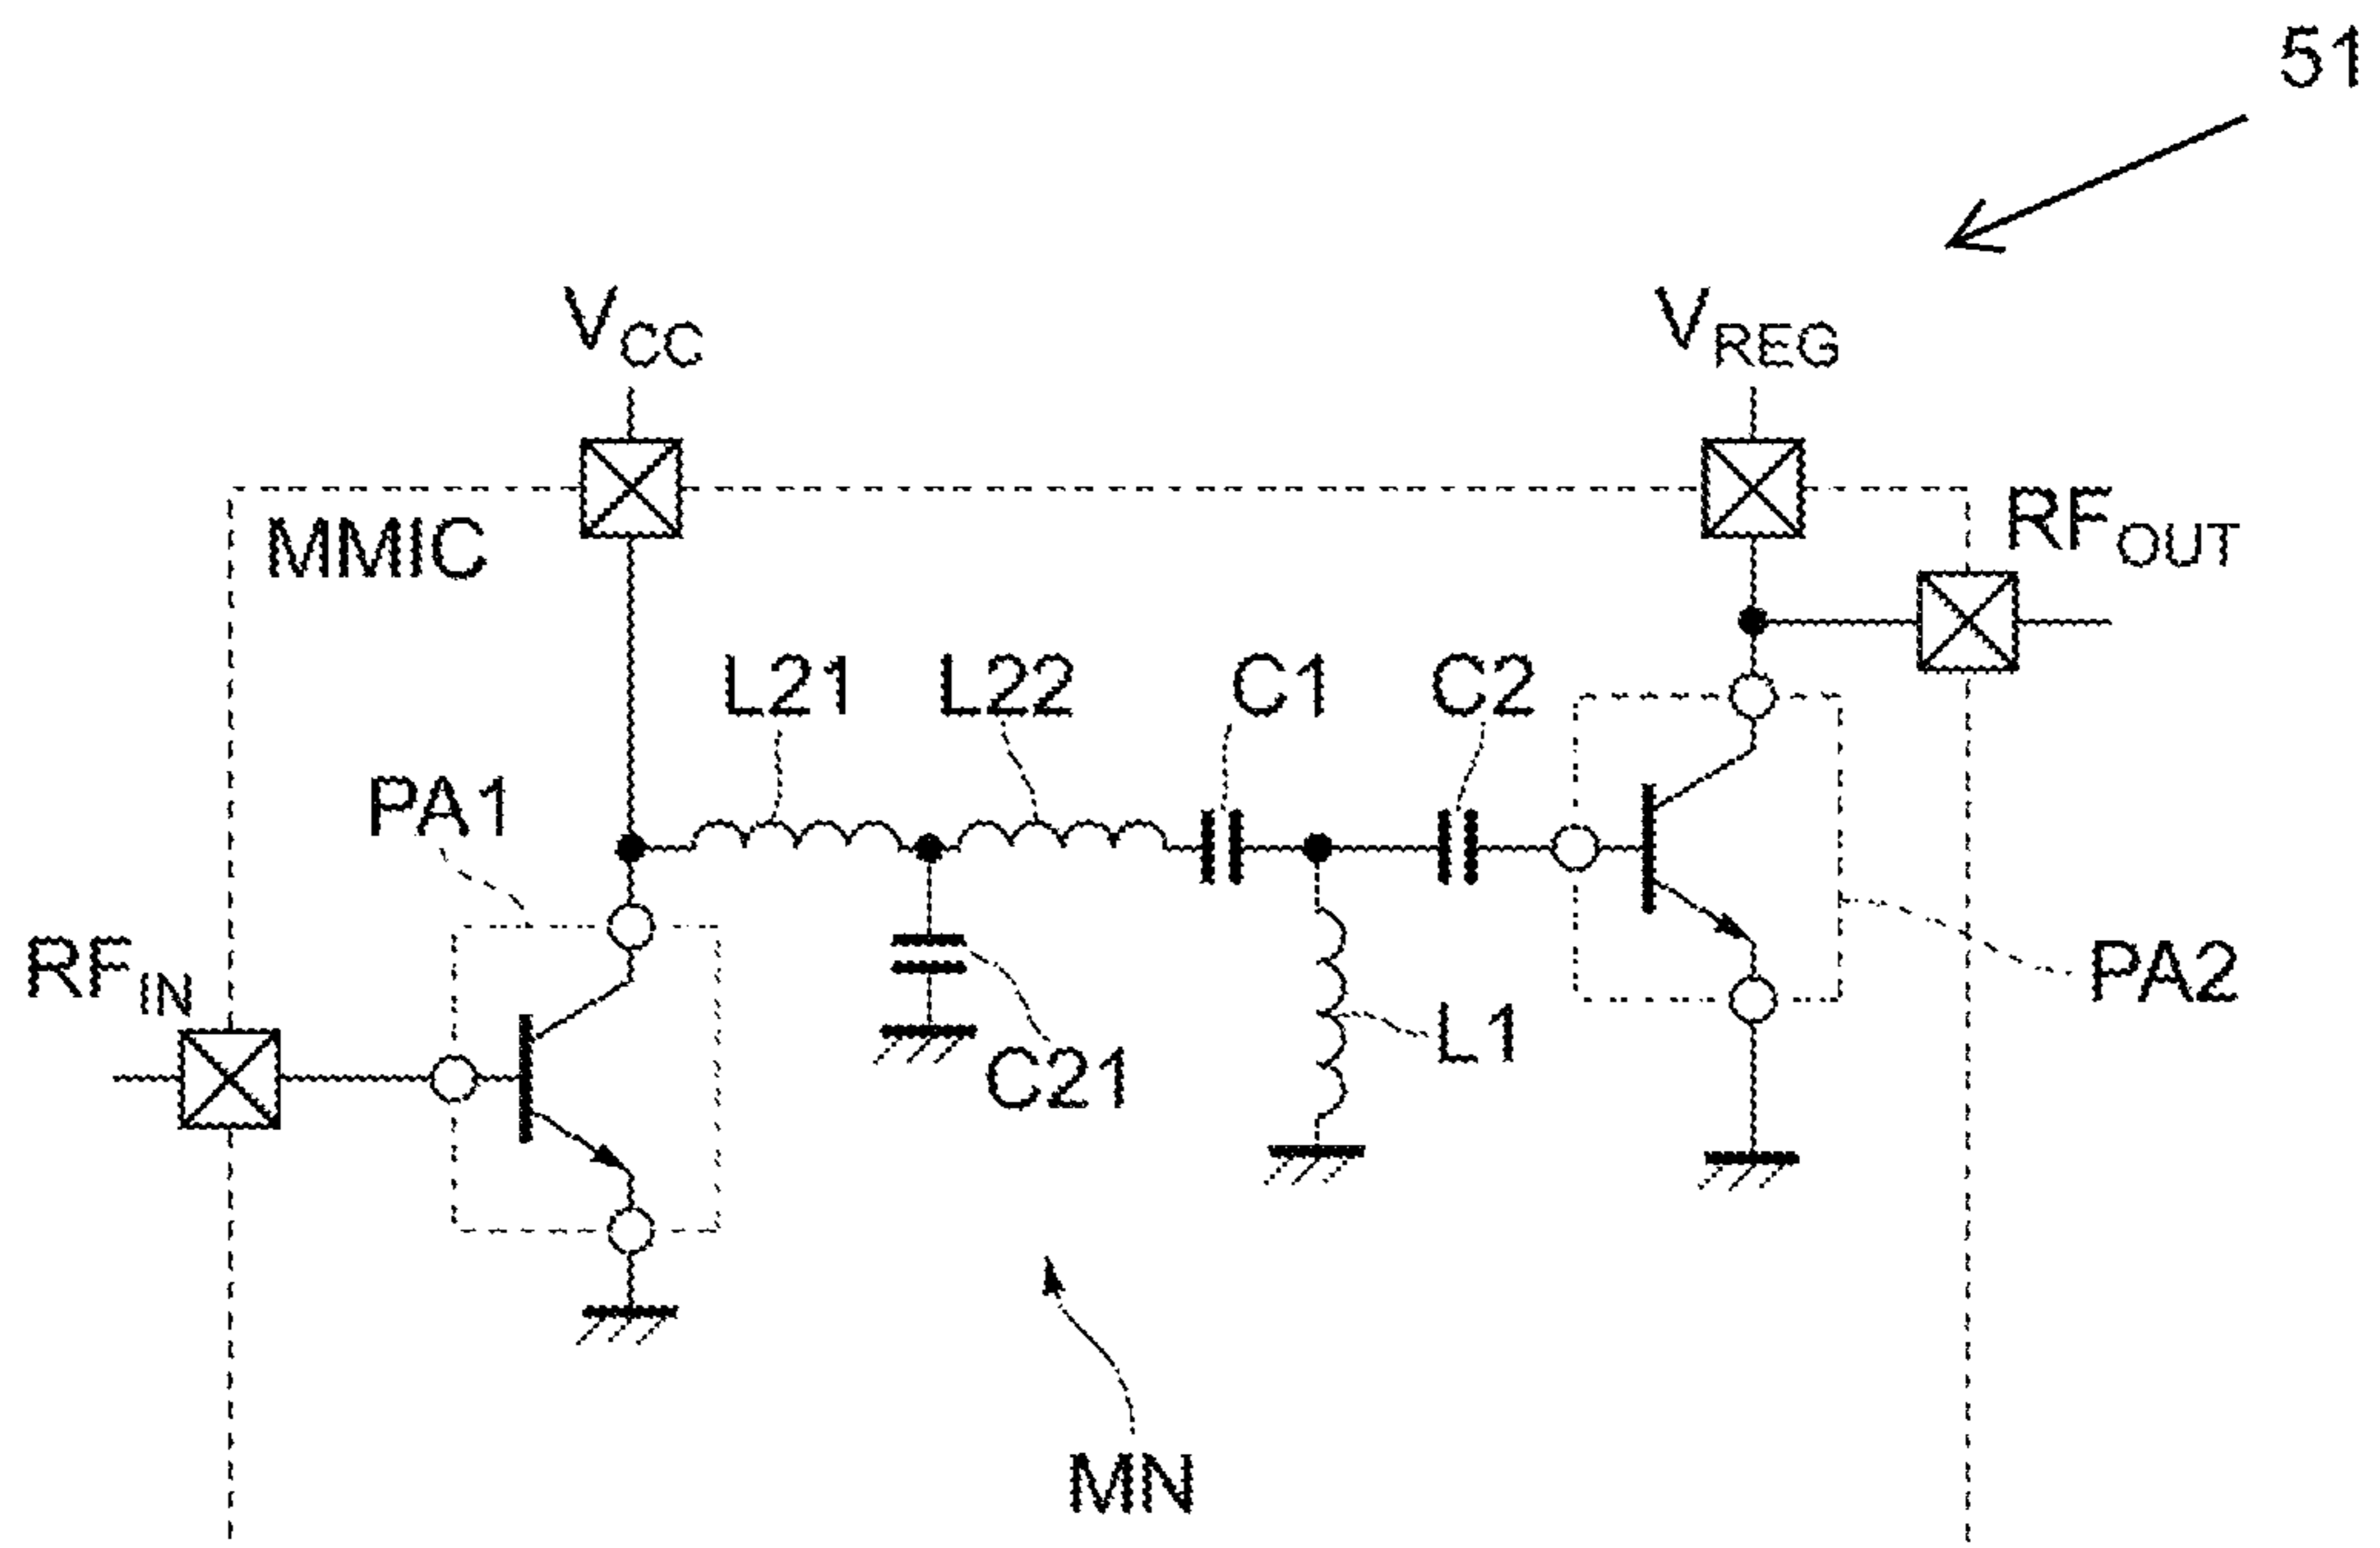 51
VCC
VREG
MMIC
RFOUT
L21
L22
C1
C2
PA1
RFIN
PA2
L1
C21
MN